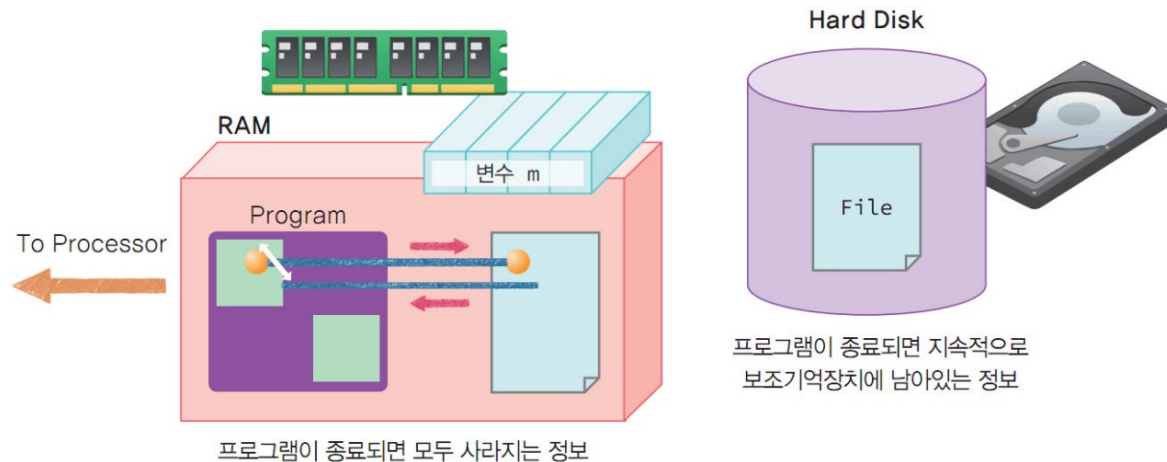 Hard Disk
RAM
변수 m
Program
To Processor
File
프로그램이 종료되면 지속적으로
보조기억장치에 남아있는 정보
프로그램이 종료되면 모두 사라지는 정보